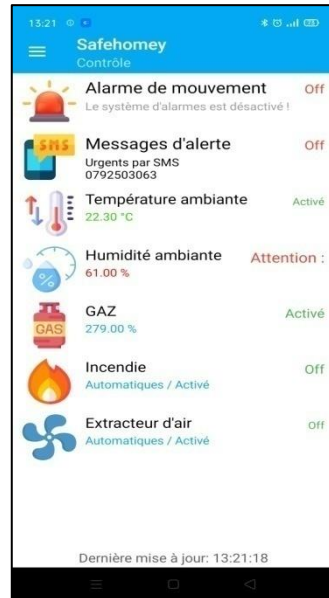 13:21
Safehomey
Contrôle
Alarme de mouvement Off
Le système d'alarmes est désactivé !
SMS
Messages d'alerte Off
Urgents par SMS
0792503063
Température ambiante Activé
22.30 °C
Humidité ambiante Attention :
61.00 %
%
GAZ Activé
279.00 %
GAS
Incendie Off
Automatiques / Activé
Extracteur d'air Off
Automatiques / Activé
Dernière mise à jour: 13:21:18